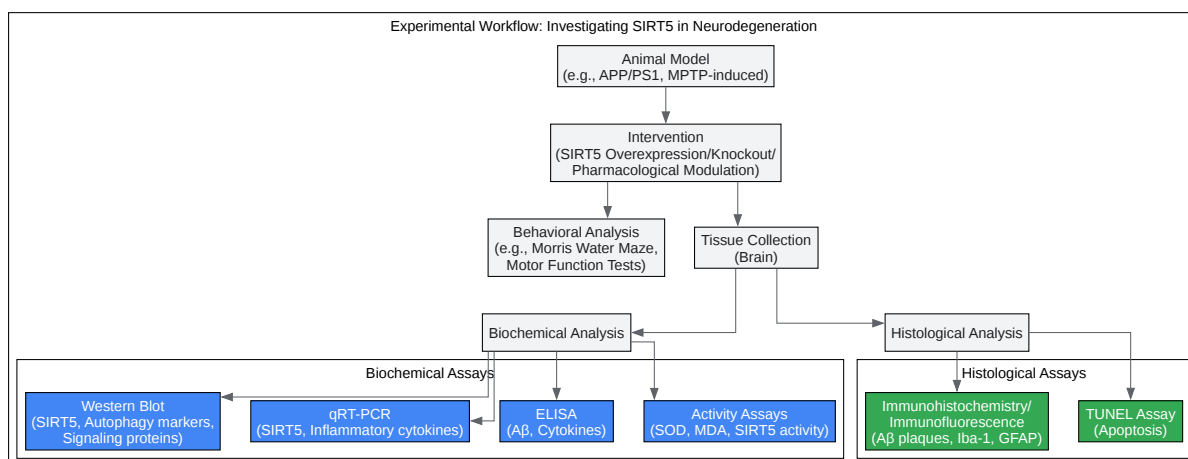 Experimental Workflow: Investigating SIRT5 in Neurodegeneration
Animal Model
(e.g., APP/PS1, MPTP-induced)
Intervention
(SIRT5 Overexpression/Knockout/
Pharmacological Modulation)
Behavioral Analysis
(e.g., Morris Water Maze,
Motor Function Tests)
Tissue Collection
(Brain)
Biochemical Analysis
Histological Analysis
Biochemical Assays
Western Blot
(SIRT5, Autophagy markers,
Signaling proteins)
qRT-PCR
(SIRT5, Inflammatory cytokines)
ELISA
(Aβ, Cytokines)
Activity Assays
(SOD, MDA, SIRT5 activity)
Histological Assays
Immunohistochemistry/
Immunofluorescence
(Aβ plaques, Iba-1, GFAP)
TUNEL Assay
(Apoptosis)